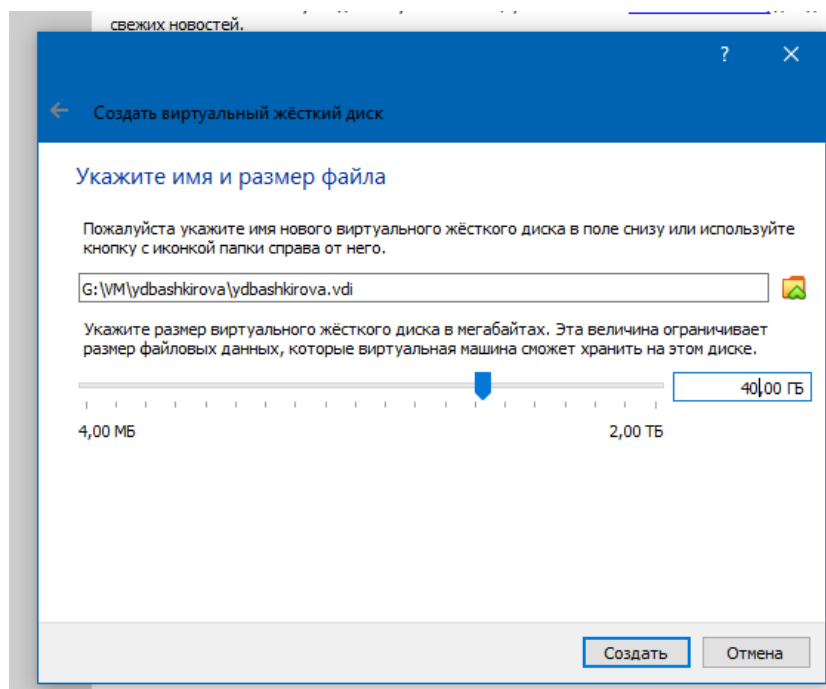 свежих новостей.
?
Создать виртуальный жёсткий диск
Укажите имя и размер файла
Пожалуйста укажите имя нового виртуального жёсткого диска в поле снизу или используйте
кнопку с иконкой папки справа от него.
G:\VM\ydbashkirova\ydbashkirova.vdi
Укажите размер виртуального жёсткого диска в мегабайтах. Эта величина ограничивает
размер файловых данных, которые виртуальная машина сможет хранить на этом диске.
40,00 ГБ
4,00 МБ 2,00 ТБ
Создать Отмена